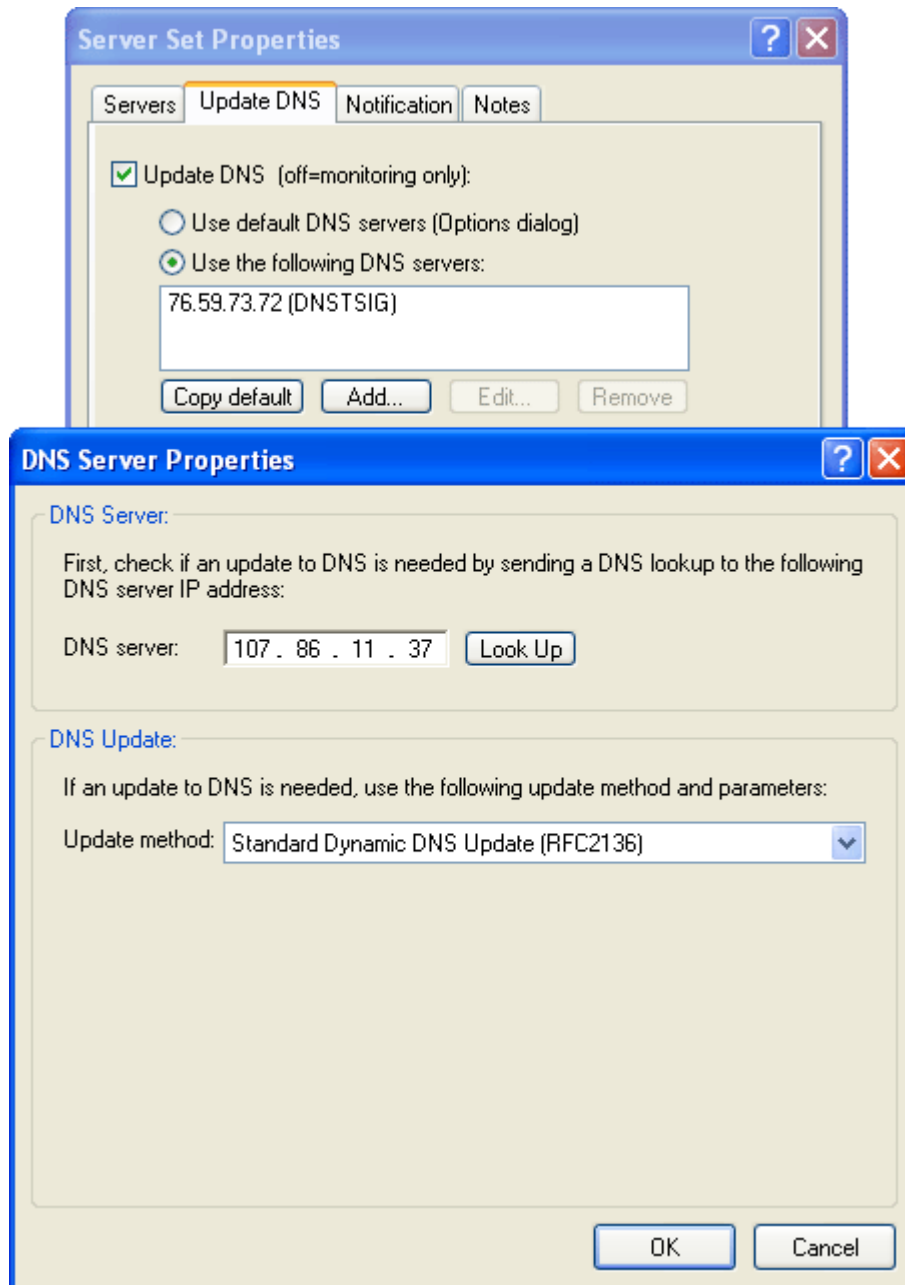 Server Set Properties
Servers Update DNS Notification Notes
Update DNS (off=monitoring only):
Use default DNS servers (Options dialog)
Use the following DNS servers:
76.59.73.72 (DNSTSIG)
Copy default Add... Edit... Remove
DNS Server Properties
DNS Server:
First, check if an update to DNS is needed by sending a DNS lookup to the following
DNS server IP address:
DNS server: 107 . 86 . 11 . 37 Look Up
DNS Update:
If an update to DNS is needed, use the following update method and parameters:
Update method: Standard Dynamic DNS Update (RFC2136)
OK Cancel